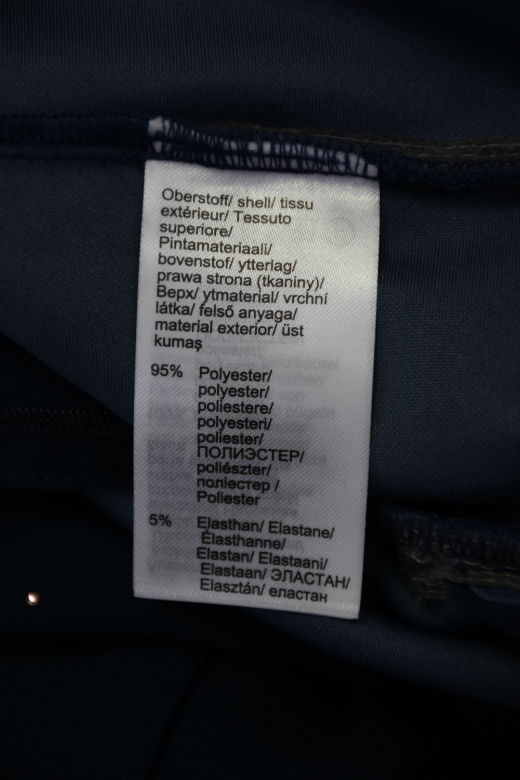 Oberstoff/ shell/ tissu
extérieur/ Tessuto
superiore/
Pintamateriaali/
bovenstof/ ytterlag/
prawa strona (tkaniny)/
Верх/ ytmaterial/ vrchní
látka/ felső anyaga/
material exterior/ üst
kumaş
95% Polyester/
polyester/
poliestere/
polyesteri/
poliester/
ПОЛИЭСТЕР/
poliészter/
поліестер /
Poliester
5% Elasthan/ Elastane/
Élasthanne/
Elastan/ Elastaani/
Elastaan/ ЭЛАСТАН/
Elasztán/ еластан